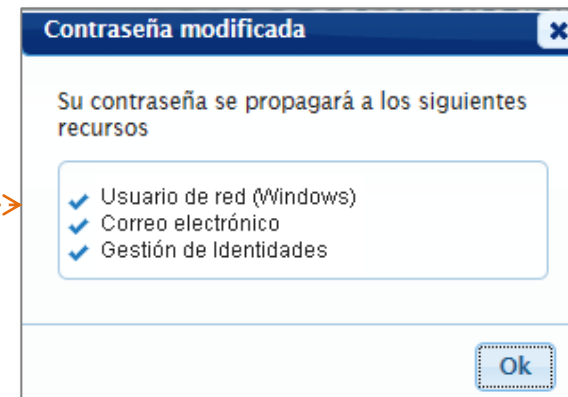 Contraseña modificada
Su contraseña se propagará a los siguientes
recursos
Usuario de red (Windows)
Correo electrónico
Gestión de Identidades
Ok